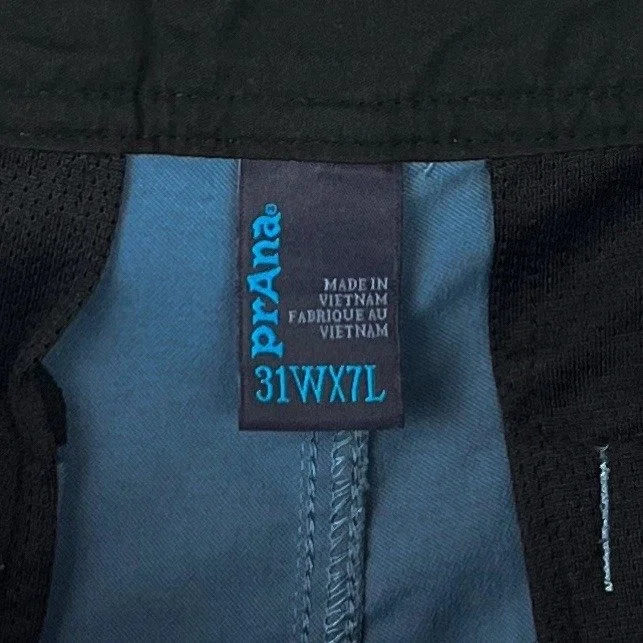 prAna®
MADE IN
VIETNAM
FABRIQUE AU
VIETNAM
31WX7L